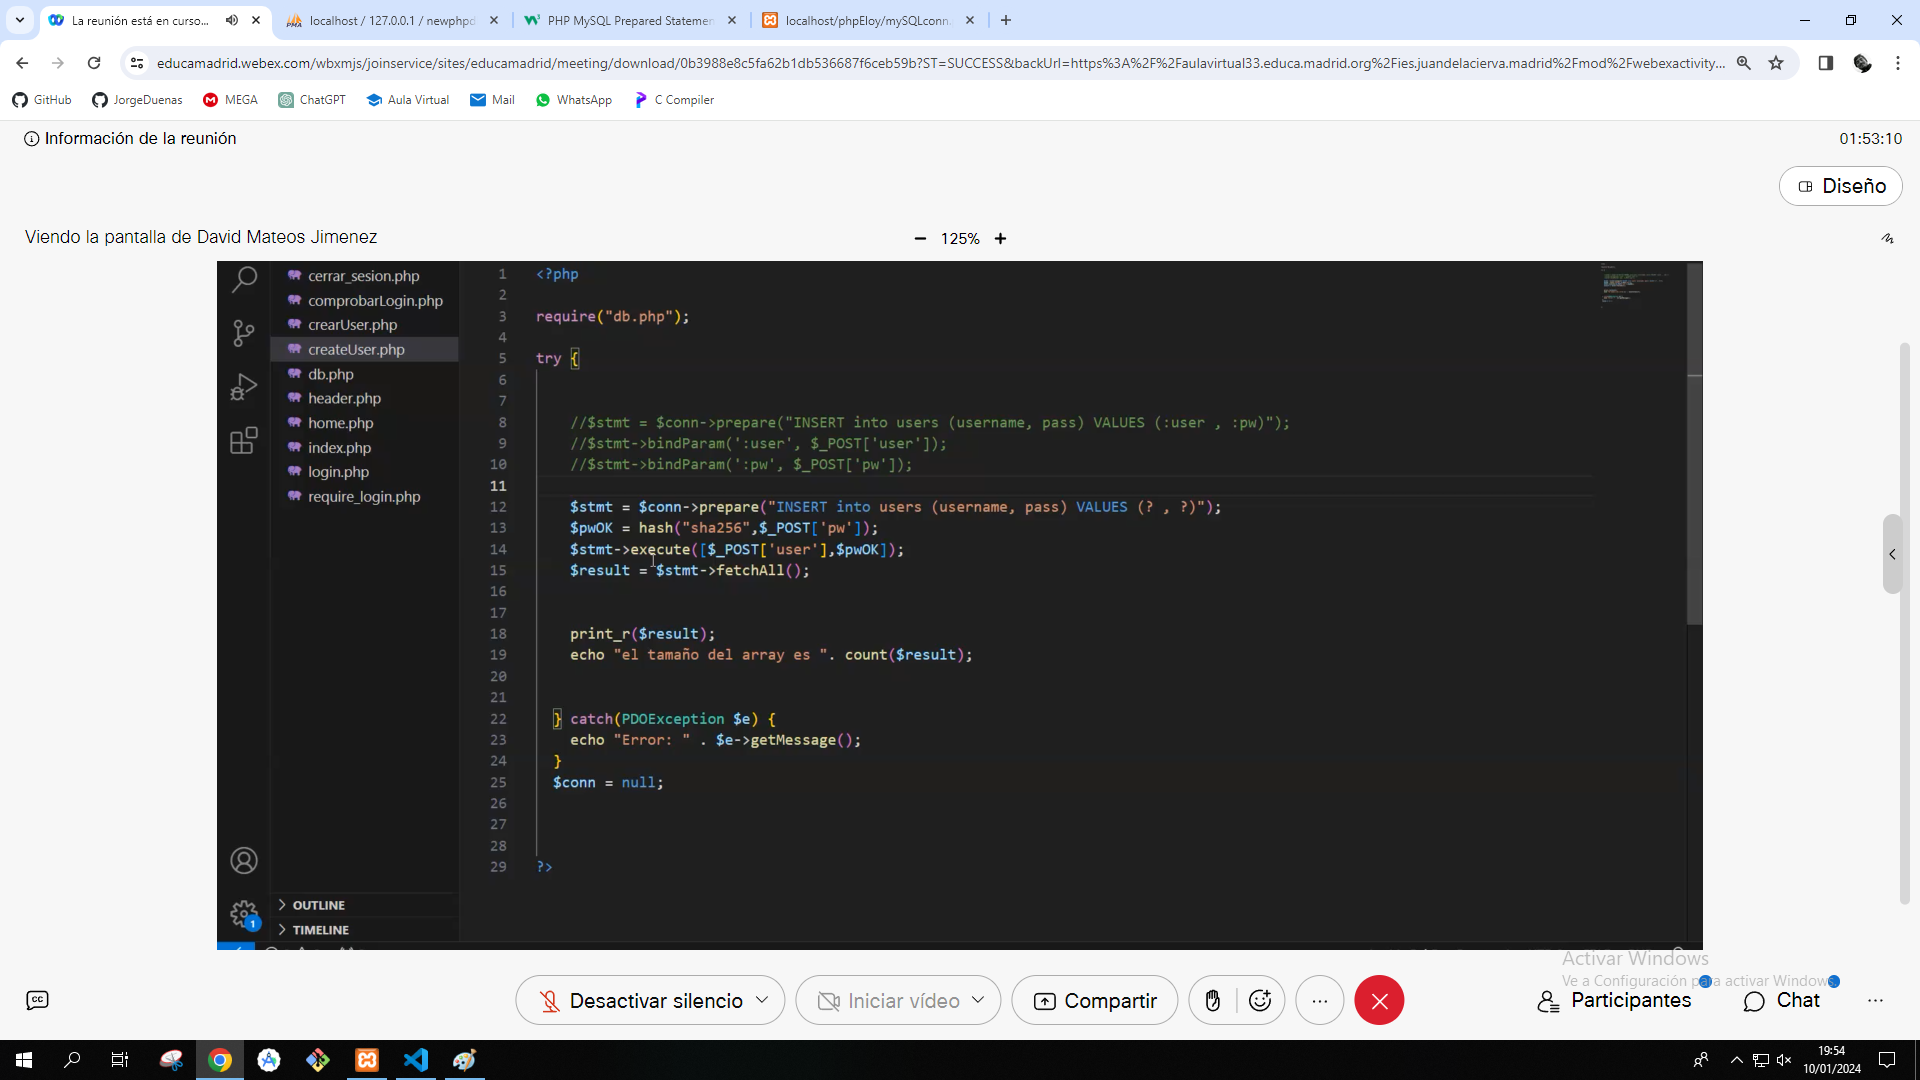 La reunión está en curso...
localhost / 127.0.0.1 / newphpd
PHP MySQL Prepared Statemen
localhost/phpEloy/mySQLconn.
educamadrid.webex.com/wbxmjs/joinservice/sites/educamadrid/meeting/download/0b3988e8c5fa62b1db536687f6ceb59b?ST=SUCCESS&backUrl=https%3A%2F%2Faulavirtual33.educa.madrid.org%2Fies.juandelacierva.madrid%2Fmod%2Fwebexactivity...
GitHub JorgeDuenas MEGA ChatGPT Aula Virtual Mail WhatsApp C Compiler
Información de la reunión
01:53:10
Diseño
Viendo la pantalla de David Mateos Jimenez
125%
cerrar_sesion.php
comprobarLogin.php
crearUser.php
createUser.php
db.php
header.php
home.php
index.php
login.php
require_login.php
OUTLINE
TIMELINE
1
1 <?php
2
3 require("db.php");
4
5 try {
6
7
8 //$stmt = $conn->prepare("INSERT into users (username, pass) VALUES (:user , :pw)");
9 //$stmt->bindParam(':user', $_POST['user']);
10 //$stmt->bindParam(':pw', $_POST['pw']);
11
12 $stmt = $conn->prepare("INSERT into users (username, pass) VALUES (? , ?)");
13 $pwOK = hash("sha256",$_POST['pw']);
14 $stmt->execute([$_POST['user'],$pwOK]);
15 $result = $stmt->fetchAll();
16
17
18 print_r($result);
19 echo "el tamaño del array es ". count($result);
20
21
22 } catch(PDOException $e) {
23 echo "Error: " . $e->getMessage();
24 }
25 $conn = null;
26
27
28
29 ?>
Activar Windows
Ve a Configuración para activar Windows.
Desactivar silencio
Iniciar vídeo
Compartir
Participantes
Chat
19:54
10/01/2024